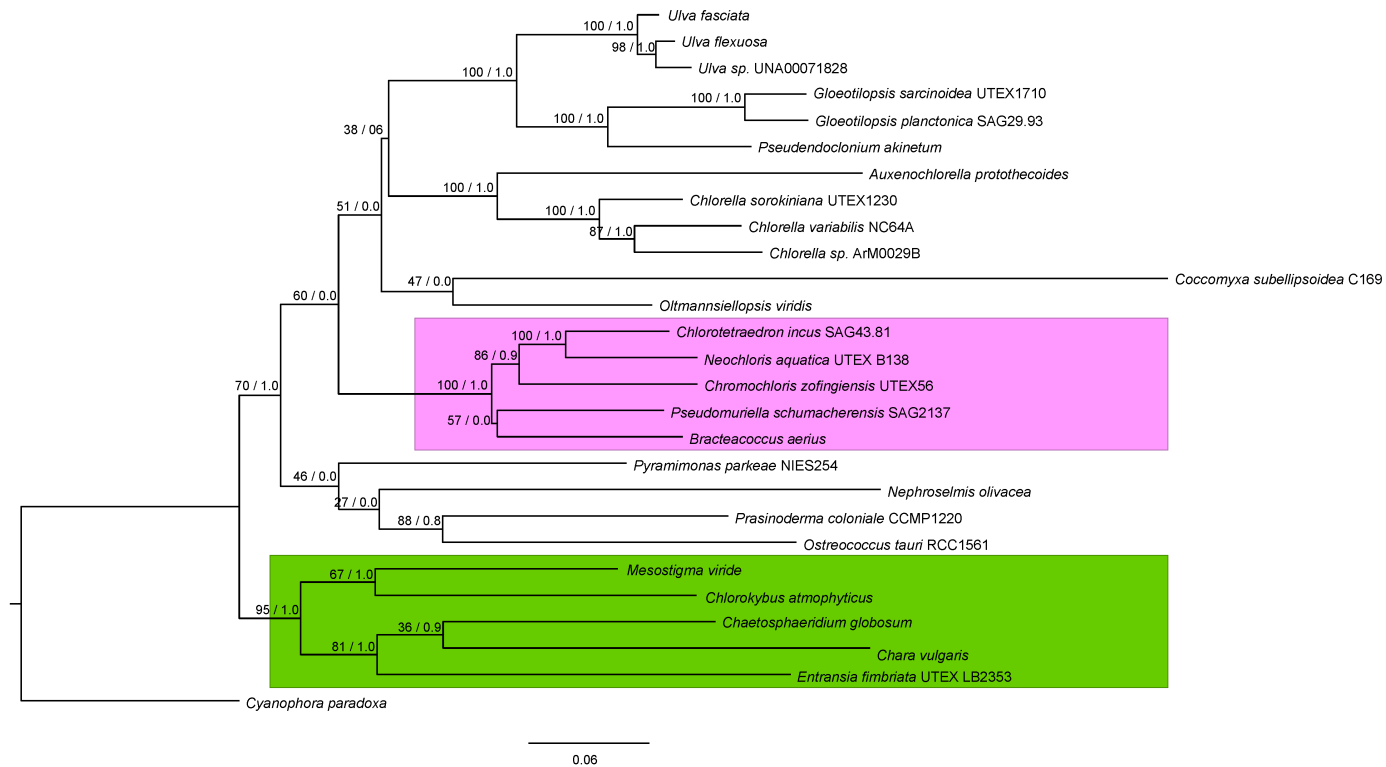 Ulva fasciata
100 / 1.0
Ulva flexuosa
98 / 1.0
Ulva sp. UNA00071828
100 / 1.0
Gloeotilopsis sarcinoidea UTEX1710
100 / 1.0
Gloeotilopsis planctonica SAG29.93
100 / 1.0
38 / 06
Pseudendoclonium akinetum
Auxenochlorella protothecoides
100 / 1.0
Chlorella sorokiniana UTEX1230
100 / 1.0
51 / 0.0
Chlorella variabilis NC64A
87 / 1.0
Chlorella sp. ArM0029B
Coccomyxa subellipsoidea C169
47 / 0.0
60 / 0.0
Oltmannsiellopsis viridis
Chlorotetraedron incus SAG43.81
100 / 1.0
86 / 0.9
Neochloris aquatica UTEX B138
70 / 1.0
100 / 1.0
Chromochloris zofingiensis UTEX56
Pseudomuriella schumacherensis SAG2137
57 / 0.0
Bracteacoccus aerius
Pyramimonas parkeae NIES254
46 / 0.0
Nephroselmis olivacea
27 / 0.0
Prasinoderma coloniale CCMP1220
88 / 0.8
Ostreococcus tauri RCC1561
Mesostigma viride
67 / 1.0
Chlorokybus atmophyticus
95 / 1.0
Chaetosphaeridium globosum
36 / 0.9
81 / 1.0
Chara vulgaris
Entransia fimbriata UTEX LB2353
Cyanophora paradoxa
0.06